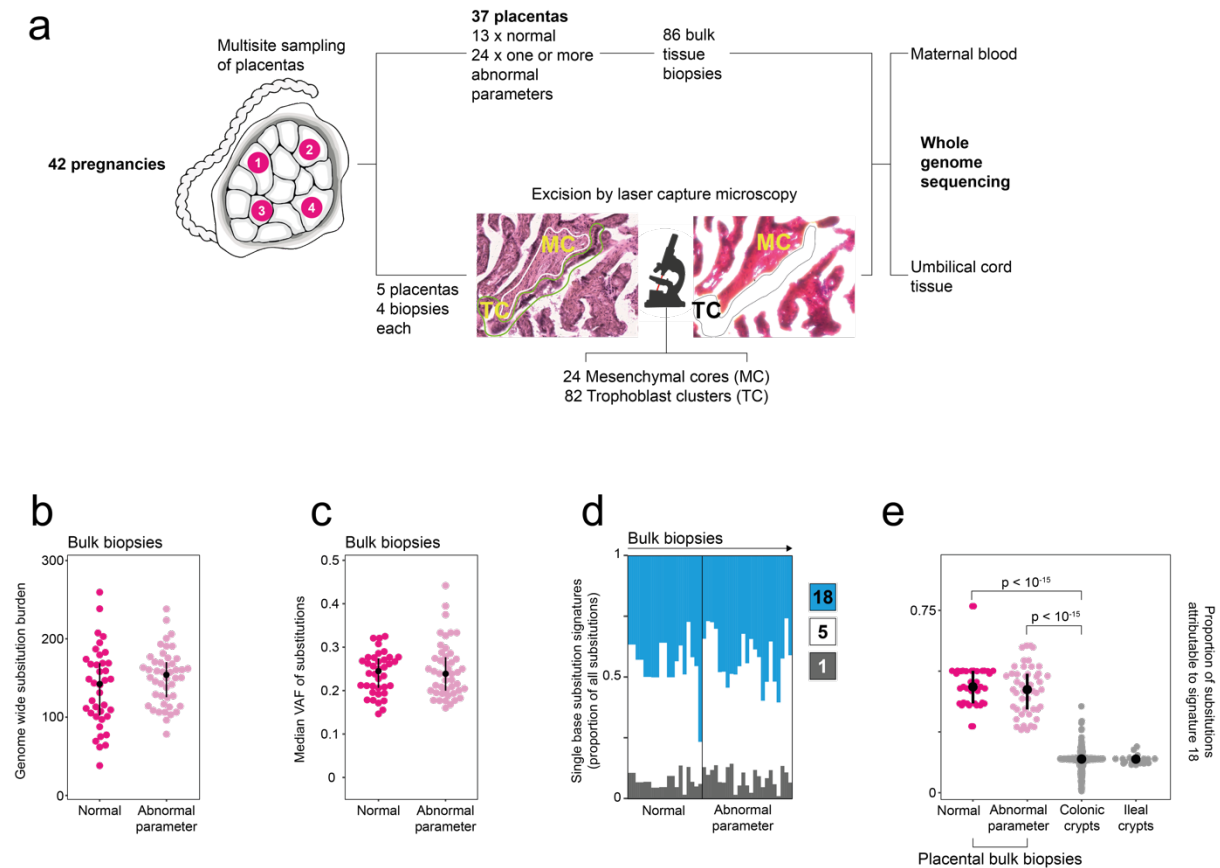 a
Multisite sampling
of placentas
42 pregnancies
1
2
3
4
37 placentas
13 x normal
24 x one or more
abnormal
parameters
86 bulk
tissue
biopsies
Maternal blood
Whole
genome
sequencing
Umbilical cord
tissue
Excision by laser capture microscopy
MC
TC
MC
TC
5 placentas
4 biopsies
each
24 Mesenchymal cores (MC)
82 Trophoblast clusters (TC)
b
Bulk biopsies
Genome wide subsitution burden
300
200
100
0
Normal
Abnormal
parameter
c
Bulk biopsies
Median VAF of substitutions
0.5
0.4
0.3
0.2
0.1
0
Normal
Abnormal
parameter
d
Bulk biopsies
Single base subsitution signatures
(proportion of all subsitutions)
1
0.5
0
18
5
1
Normal
Abnormal
parameter
e
p < 10-15
p < 10-15
0.75
0
Proportion of subsitutions
attributable to signature 18
Normal
Abnormal
parameter
Colonic
crypts
Ileal
crypts
Placental bulk biopsies